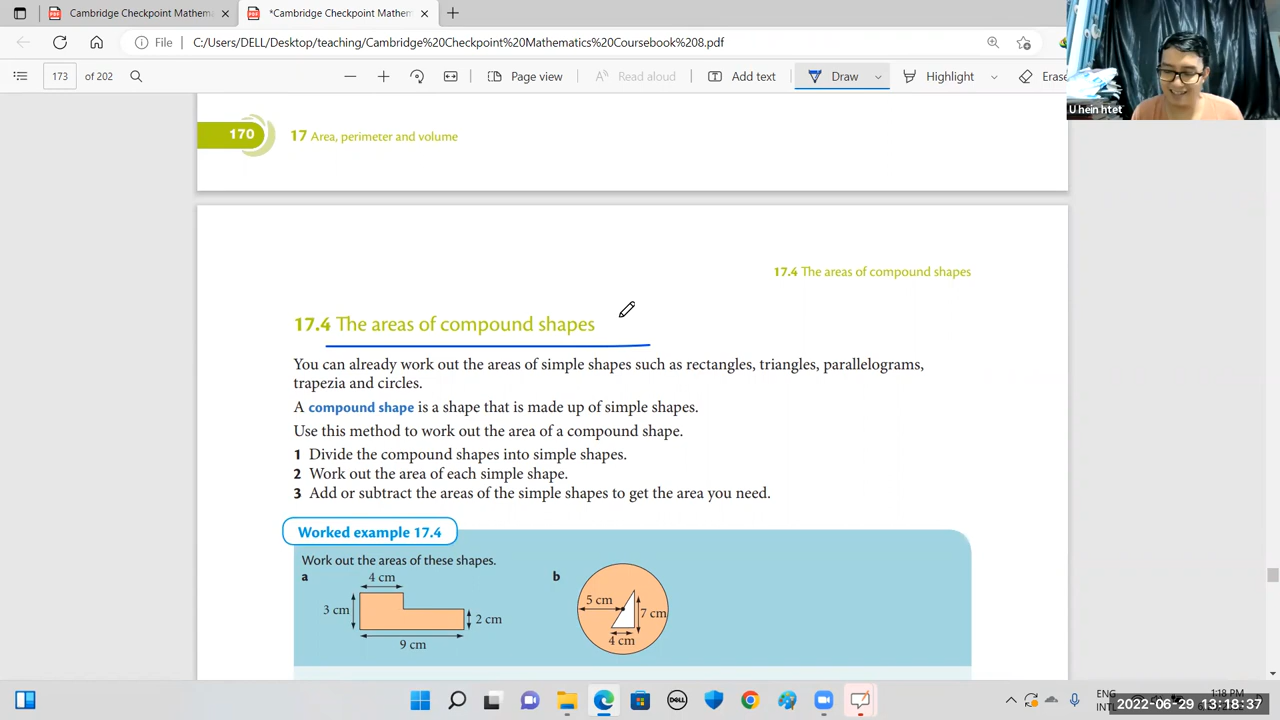 Cambridge Checkpoint Mathema
*Cambridge Checkpoint Mathem
File
C:/Users/DELL/Desktop/teaching/Cambridge%20Checkpoint%20Mathematics%20Coursebook%208.pdf
173 of 202
Page view
Read aloud
Add text
Draw
Highlight
Erase
U hein htet
170
17 Area, perimeter and volume
17.4 The areas of compound shapes
17.4 The areas of compound shapes
You can already work out the areas of simple shapes such as rectangles, triangles, parallelograms,
trapezia and circles.
A compound shape is a shape that is made up of simple shapes.
Use this method to work out the area of a compound shape.
1 Divide the compound shapes into simple shapes.
2 Work out the area of each simple shape.
3 Add or subtract the areas of the simple shapes to get the area you need.
Worked example 17.4
Work out the areas of these shapes.
a
4 cm
3 cm
2 cm
9 cm
b
5 cm
7 cm
4 cm
DELL
ENG
INTL
1:18 PM
2022-06-29 13:18:37